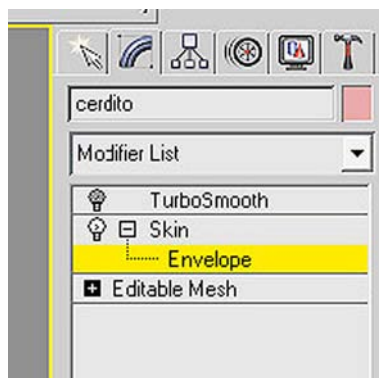 cerdito
Modifier List
TurboSmooth
Skin
Envelope
Editable Mesh